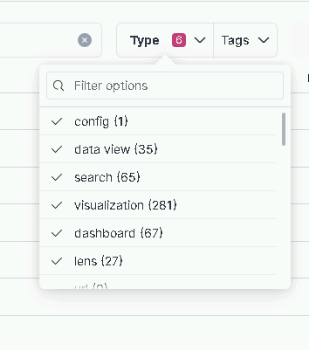 Type 6 Tags
Filter options
config (1)
data view (35)
search (65)
visualization (281)
dashboard (67)
lens (27)